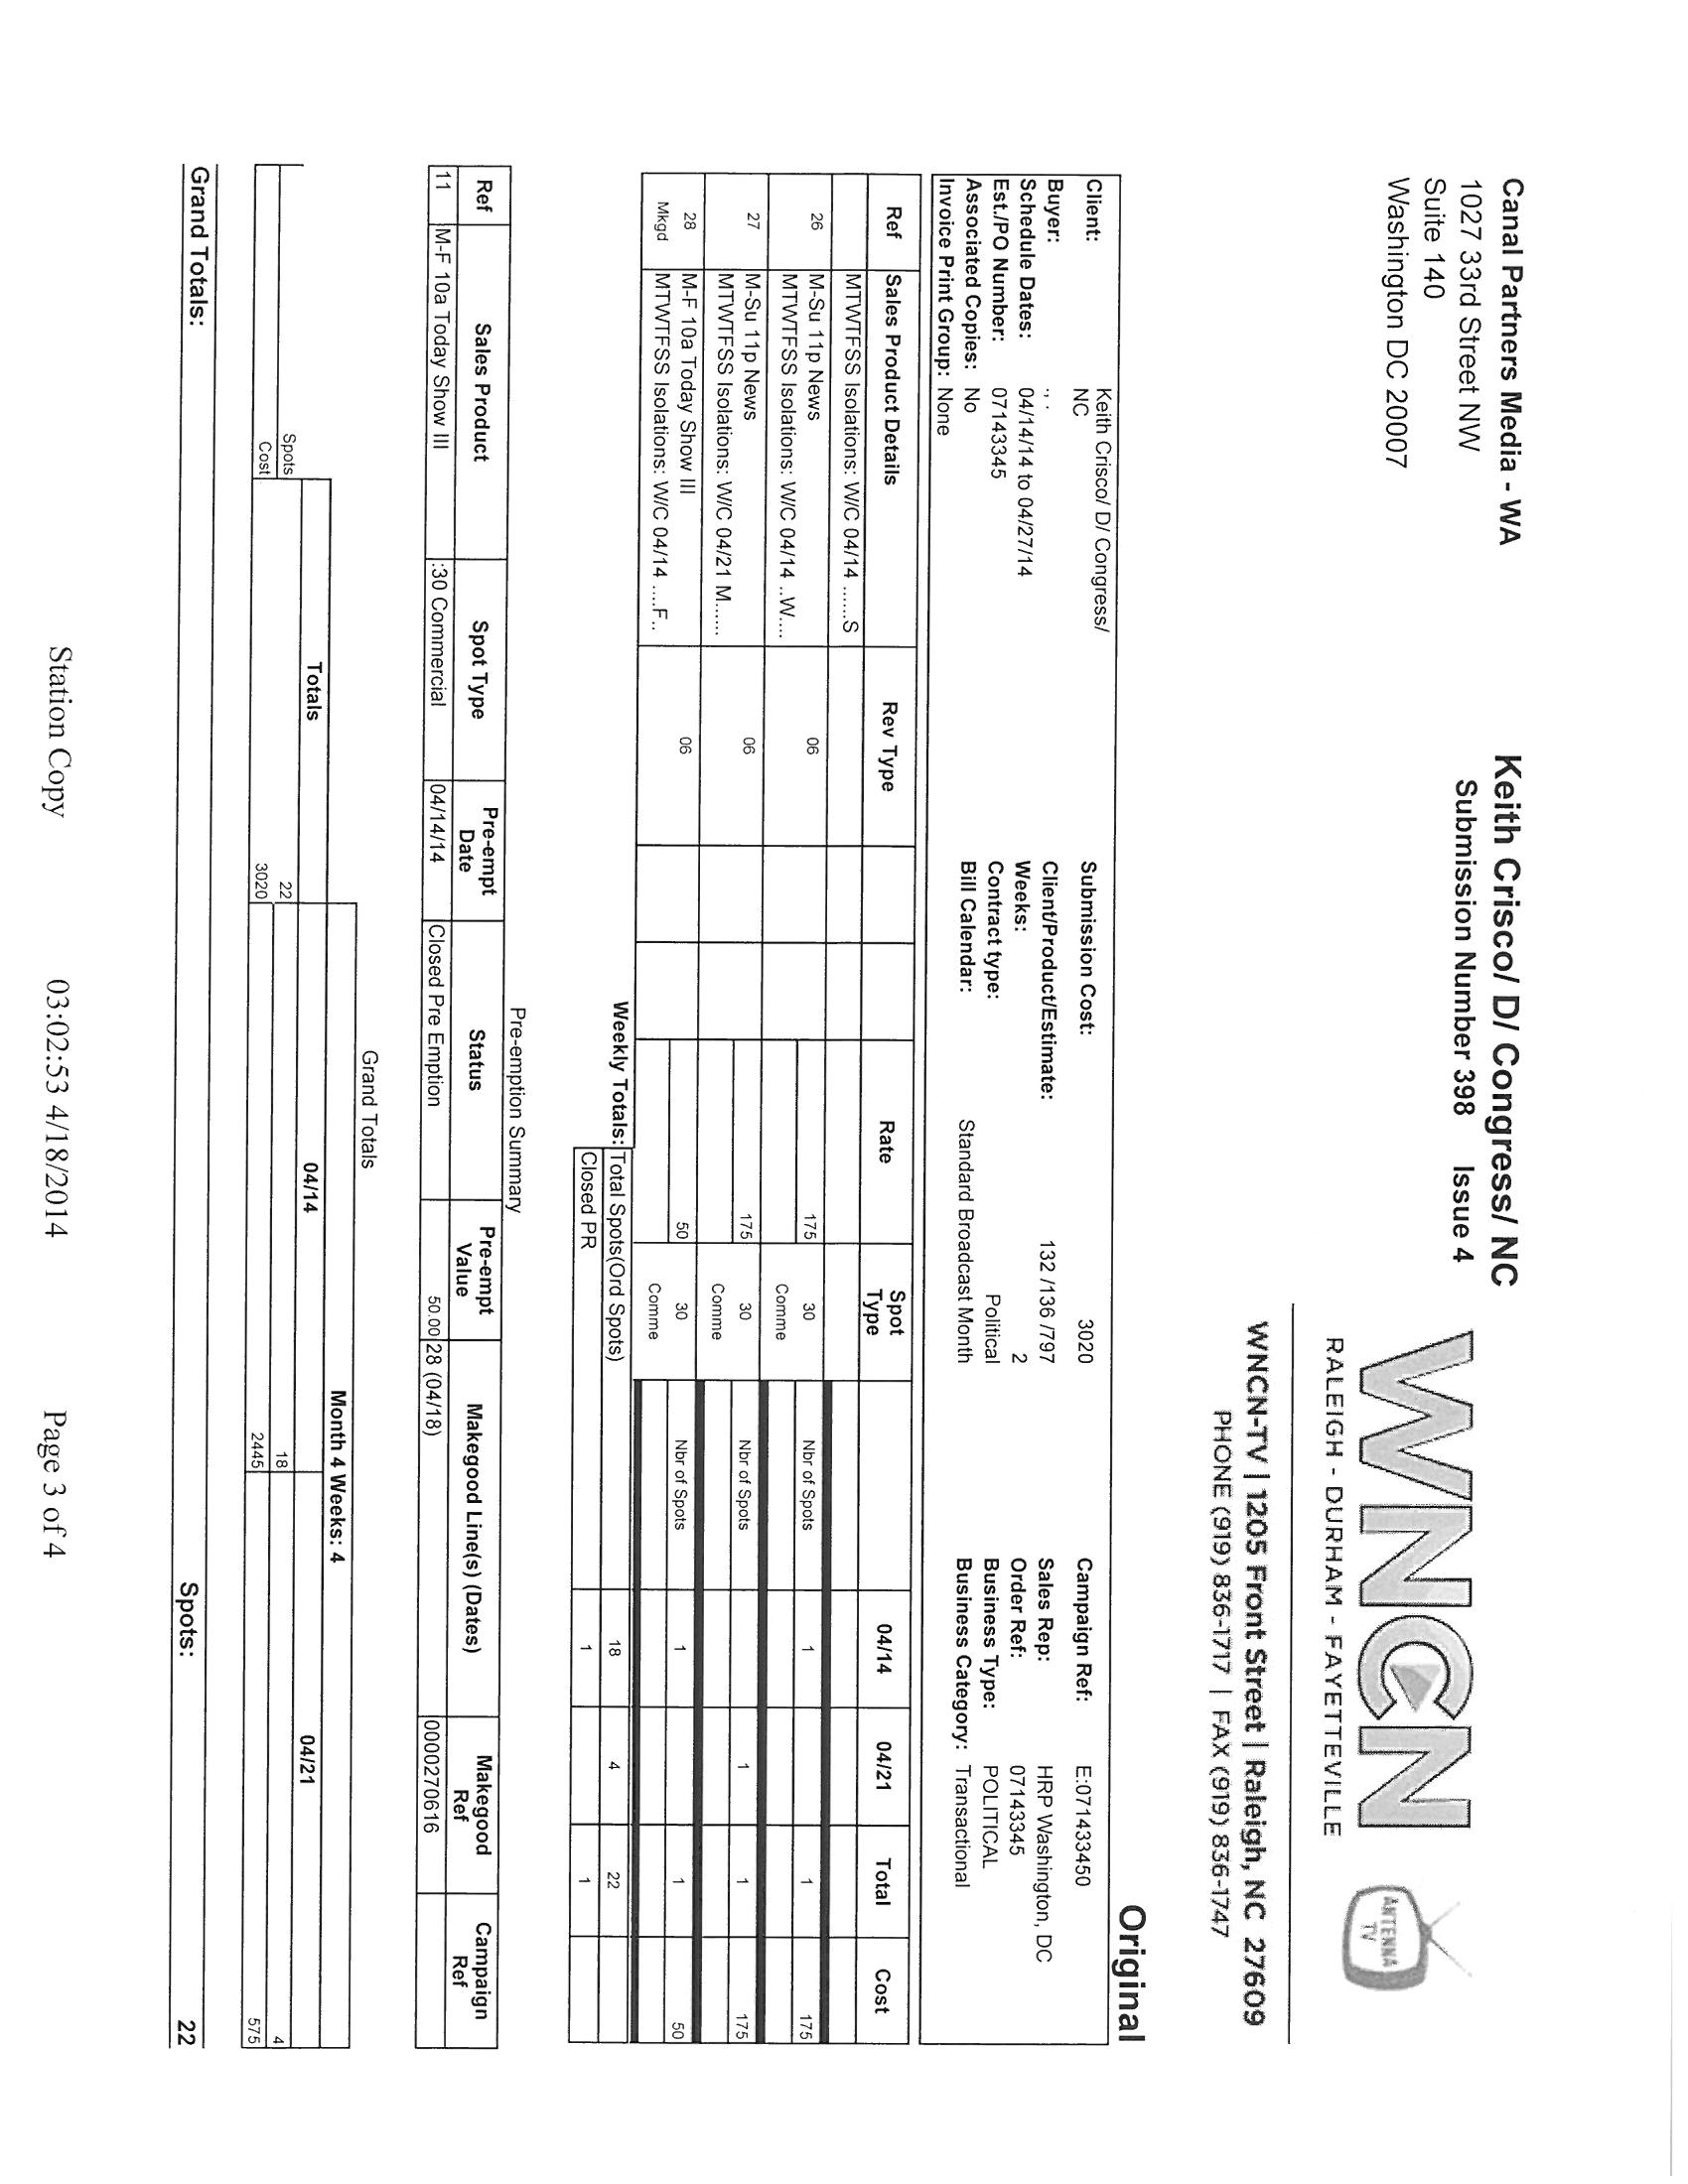 Canal Partners Media - WA
1027 33rd Street NW
Suite 140
Washington DC 20007
Keith Crisco/ D/ Congress/ NC
Submission Number 398 Issue 4
WNCN
RALEIGH - DURHAM - FAYETTEVILLE
ANTENNA
TV
WNCN-TV | 1205 Front Street | Raleigh, NC 27609
PHONE (919) 836-1717 | FAX (919) 836-1747
Original
Client: Keith Crisco/ D/ Congress/ NC Submission Cost: 3020 Campaign Ref: E:071433450
Buyer: ., . Client/Product/Estimate: 132 /136 /797 Sales Rep: HRP Washington, DC
Schedule Dates: 04/14/14 to 04/27/14 Weeks: 2 Order Ref: 07143345
Est./PO Number: 07143345 Contract type: Political Business Type: POLITICAL
Associated Copies: No Bill Calendar: Standard Broadcast Month Business Category: Transactional
Invoice Print Group: None
Ref Sales Product Details Rev Type Rate Spot Type 04/14 04/21 Total Cost
MTWTFSS Isolations: W/C 04/14 ......S
26 M-Su 11p News 06 175 30 Nbr of Spots 1 1 175
MTWTFSS Isolations: W/C 04/14 ..W.... Comme
27 M-Su 11p News 06 175 30 Nbr of Spots 1 1 175
MTWTFSS Isolations: W/C 04/21 M...... Comme
28 M-F 10a Today Show III 06 50 30 Nbr of Spots 1 1 50
Mkgd MTWTFSS Isolations: W/C 04/14 ....F.. Comme
Weekly Totals: Total Spots(Ord Spots) 18 4 22
Closed PR 1 1
Pre-emption Summary
Ref Sales Product Spot Type Pre-empt Date Status Pre-empt Value Makegood Line(s) (Dates) Makegood Ref Campaign Ref
11 M-F 10a Today Show III :30 Commercial 04/14/14 Closed Pre Emption 50.00 28 (04/18) 0000270616
Grand Totals
Month 4 Weeks: 4
Totals 04/14 04/21
Spots 22 18 4
Cost 3020 2445 575
Grand Totals: Spots: 22
Station Copy 03:02:53 4/18/2014 Page 3 of 4